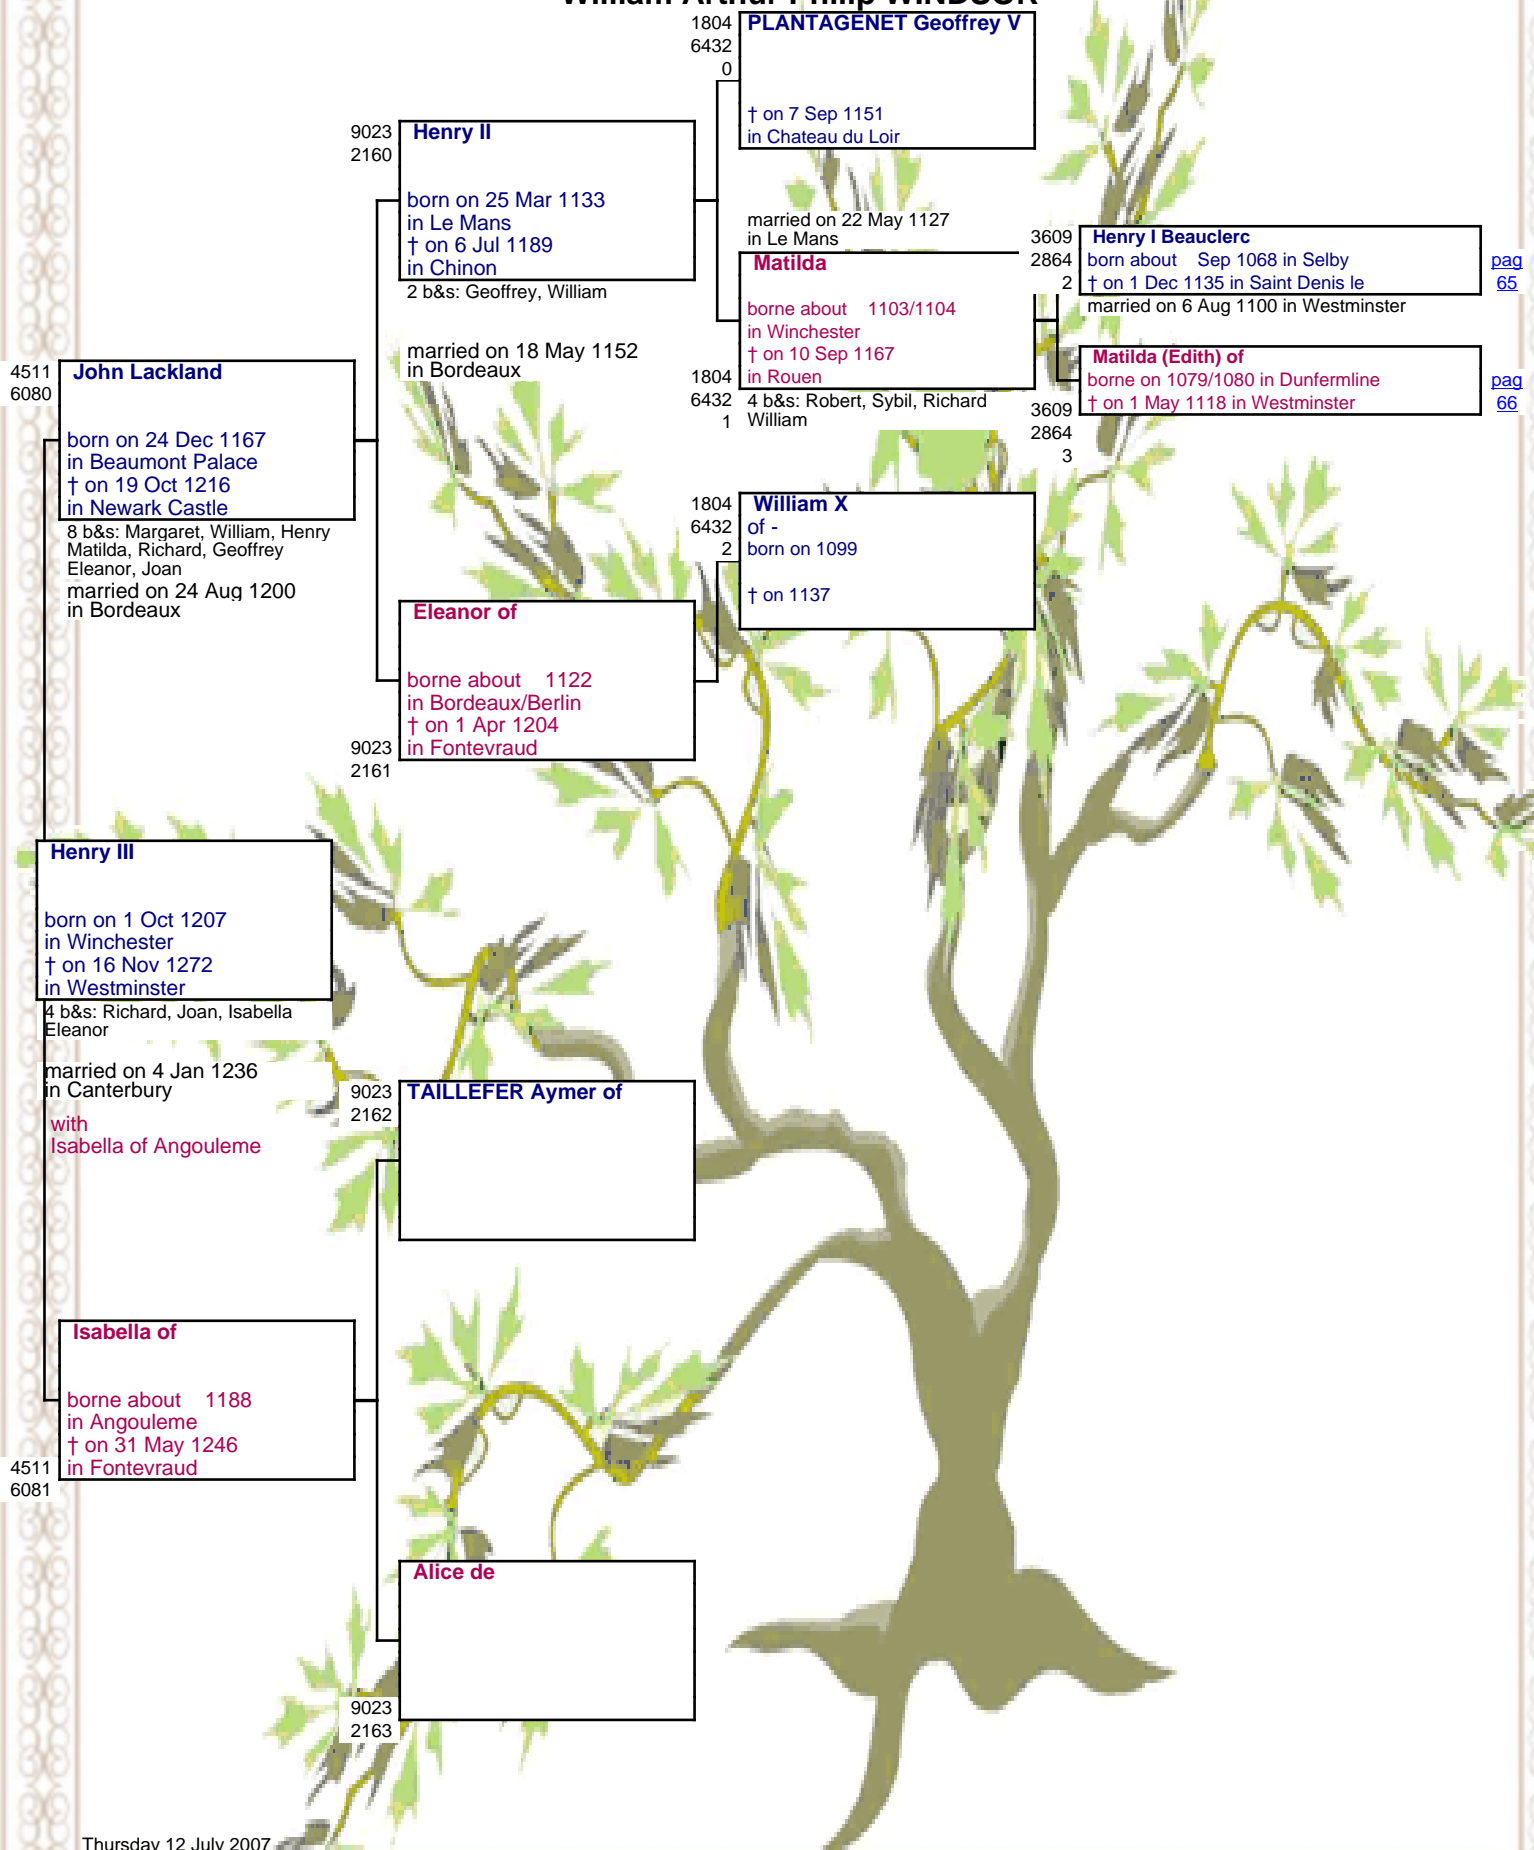 William Arthur Philip WINDSOR
1804
6432
0
PLANTAGENET Geoffrey V
† on 7 Sep 1151
in Chateau du Loir
9023
2160
Henry II
born on 25 Mar 1133
in Le Mans
† on 6 Jul 1189
in Chinon
2 b&s: Geoffrey, William
married on 22 May 1127
in Le Mans
Matilda
borne about 1103/1104
in Winchester
† on 10 Sep 1167
in Rouen
1804
6432
1
4 b&s: Robert, Sybil, Richard
William
3609
2864
2
Henry I Beauclerc
born about Sep 1068 in Selby
† on 1 Dec 1135 in Saint Denis le
pag
65
married on 6 Aug 1100 in Westminster
Matilda (Edith) of
borne on 1079/1080 in Dunfermline
† on 1 May 1118 in Westminster
pag
66
3609
2864
3
married on 18 May 1152
in Bordeaux
4511
6080
John Lackland
born on 24 Dec 1167
in Beaumont Palace
† on 19 Oct 1216
in Newark Castle
8 b&s: Margaret, William, Henry
Matilda, Richard, Geoffrey
Eleanor, Joan
married on 24 Aug 1200
in Bordeaux
1804
6432
2
William X
of -
born on 1099
† on 1137
Eleanor of
borne about 1122
in Bordeaux/Berlin
† on 1 Apr 1204
in Fontevraud
9023
2161
Henry III
born on 1 Oct 1207
in Winchester
† on 16 Nov 1272
in Westminster
4 b&s: Richard, Joan, Isabella
Eleanor
married on 4 Jan 1236
in Canterbury
with
Isabella of Angouleme
9023
2162
TAILLEFER Aymer of
Isabella of
borne about 1188
in Angouleme
† on 31 May 1246
in Fontevraud
4511
6081
Alice de
9023
2163
Thursday 12 July 2007